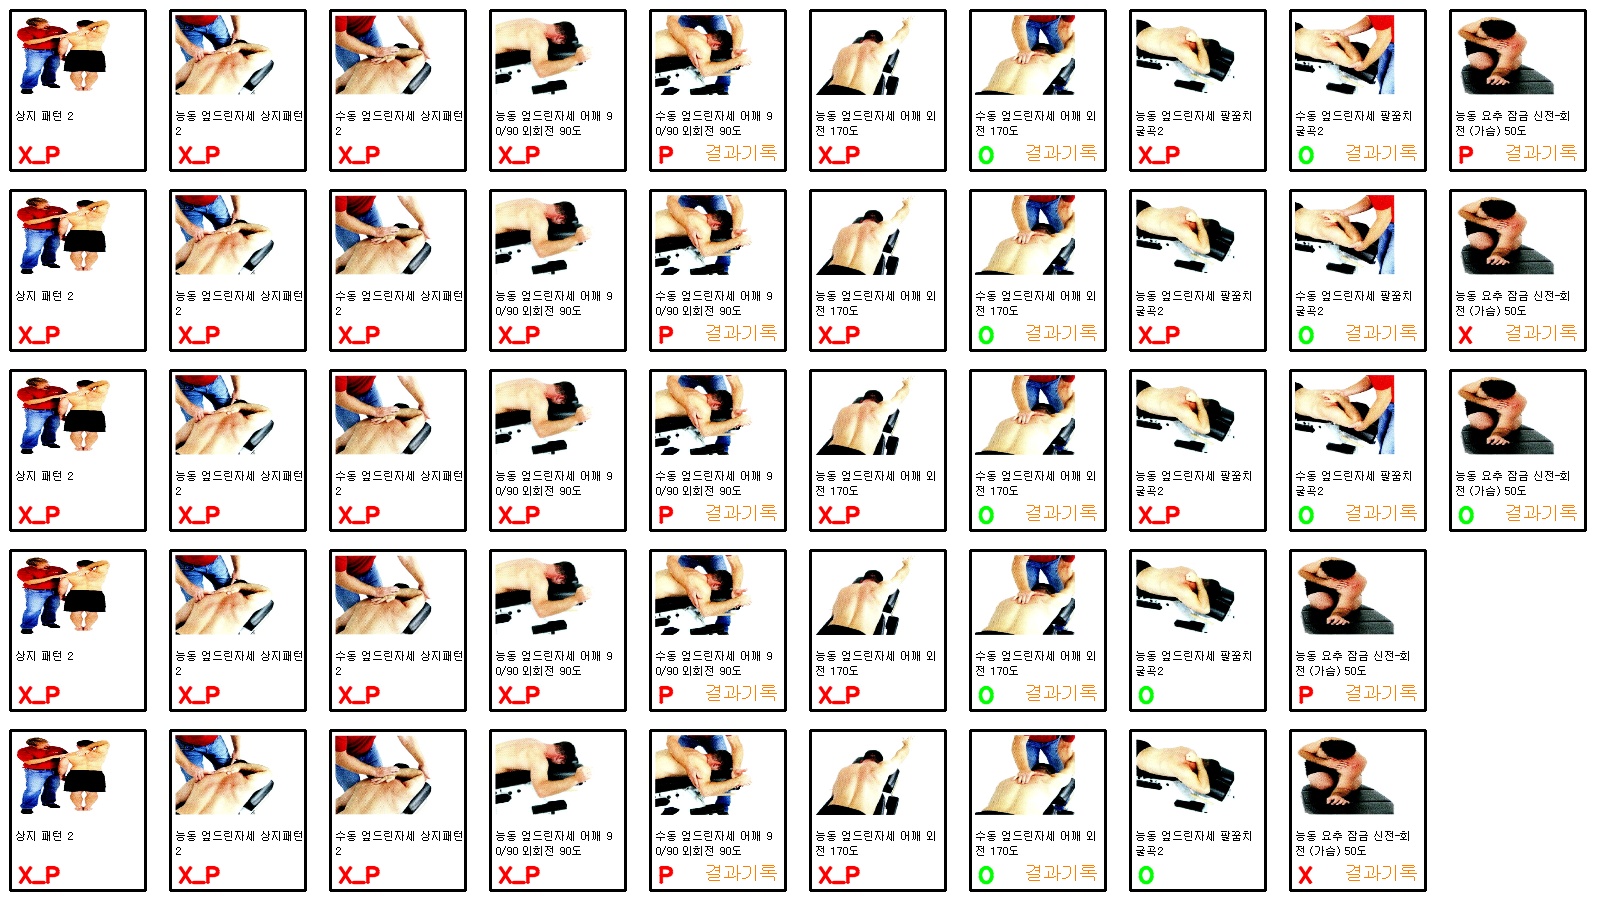 상지 패턴 2
X_P
능동 엎드린자세 상지패턴
2
X_P
수동 엎드린자세 상지패턴
2
X_P
능동 엎드린자세 어깨 9
0/90 외회전 90도
X_P
수동 엎드린자세 어깨 9
0/90 외회전 90도
P 결과기록
능동 엎드린자세 어깨 외
전 170도
X_P
수동 엎드린자세 어깨 외
전 170도
O 결과기록
능동 엎드린자세 팔꿈치
굴곡2
X_P
수동 엎드린자세 팔꿈치
굴곡2
O 결과기록
능동 요추 잠금 신전-회
전 (가슴) 50도
P 결과기록
상지 패턴 2
X_P
능동 엎드린자세 상지패턴
2
X_P
수동 엎드린자세 상지패턴
2
X_P
능동 엎드린자세 어깨 9
0/90 외회전 90도
X_P
수동 엎드린자세 어깨 9
0/90 외회전 90도
P 결과기록
능동 엎드린자세 어깨 외
전 170도
X_P
수동 엎드린자세 어깨 외
전 170도
O 결과기록
능동 엎드린자세 팔꿈치
굴곡2
X_P
수동 엎드린자세 팔꿈치
굴곡2
O 결과기록
능동 요추 잠금 신전-회
전 (가슴) 50도
X 결과기록
상지 패턴 2
X_P
능동 엎드린자세 상지패턴
2
X_P
수동 엎드린자세 상지패턴
2
X_P
능동 엎드린자세 어깨 9
0/90 외회전 90도
X_P
수동 엎드린자세 어깨 9
0/90 외회전 90도
P 결과기록
능동 엎드린자세 어깨 외
전 170도
X_P
수동 엎드린자세 어깨 외
전 170도
O 결과기록
능동 엎드린자세 팔꿈치
굴곡2
X_P
수동 엎드린자세 팔꿈치
굴곡2
O 결과기록
능동 요추 잠금 신전-회
전 (가슴) 50도
O 결과기록
상지 패턴 2
X_P
능동 엎드린자세 상지패턴
2
X_P
수동 엎드린자세 상지패턴
2
X_P
능동 엎드린자세 어깨 9
0/90 외회전 90도
X_P
수동 엎드린자세 어깨 9
0/90 외회전 90도
P 결과기록
능동 엎드린자세 어깨 외
전 170도
X_P
수동 엎드린자세 어깨 외
전 170도
O 결과기록
능동 엎드린자세 팔꿈치
굴곡2
O
능동 요추 잠금 신전-회
전 (가슴) 50도
P 결과기록
상지 패턴 2
X_P
능동 엎드린자세 상지패턴
2
X_P
수동 엎드린자세 상지패턴
2
X_P
능동 엎드린자세 어깨 9
0/90 외회전 90도
X_P
수동 엎드린자세 어깨 9
0/90 외회전 90도
P 결과기록
능동 엎드린자세 어깨 외
전 170도
X_P
수동 엎드린자세 어깨 외
전 170도
O 결과기록
능동 엎드린자세 팔꿈치
굴곡2
O
능동 요추 잠금 신전-회
전 (가슴) 50도
X 결과기록